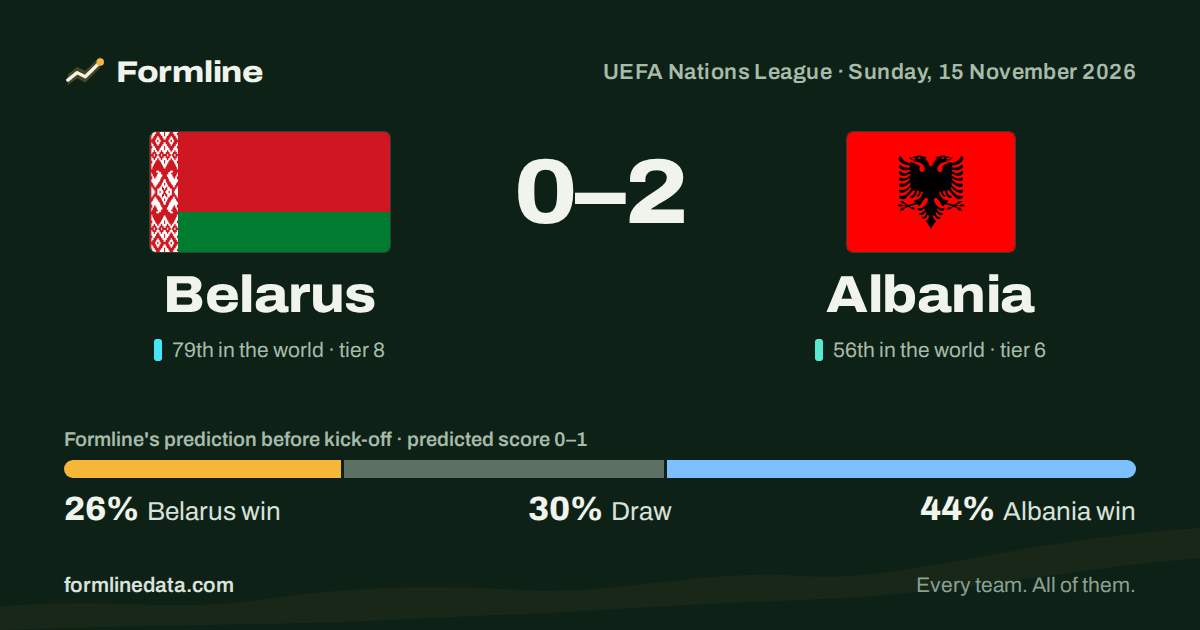 Formline
UEFA Nations League · Sunday, 15 November 2026
0–2
Belarus
Albania
79th in the world · tier 8
56th in the world · tier 6
Formline's prediction before kick-off · predicted score 0–1
26% Belarus win
30% Draw
44% Albania win
formlinedata.com
Every team. All of them.